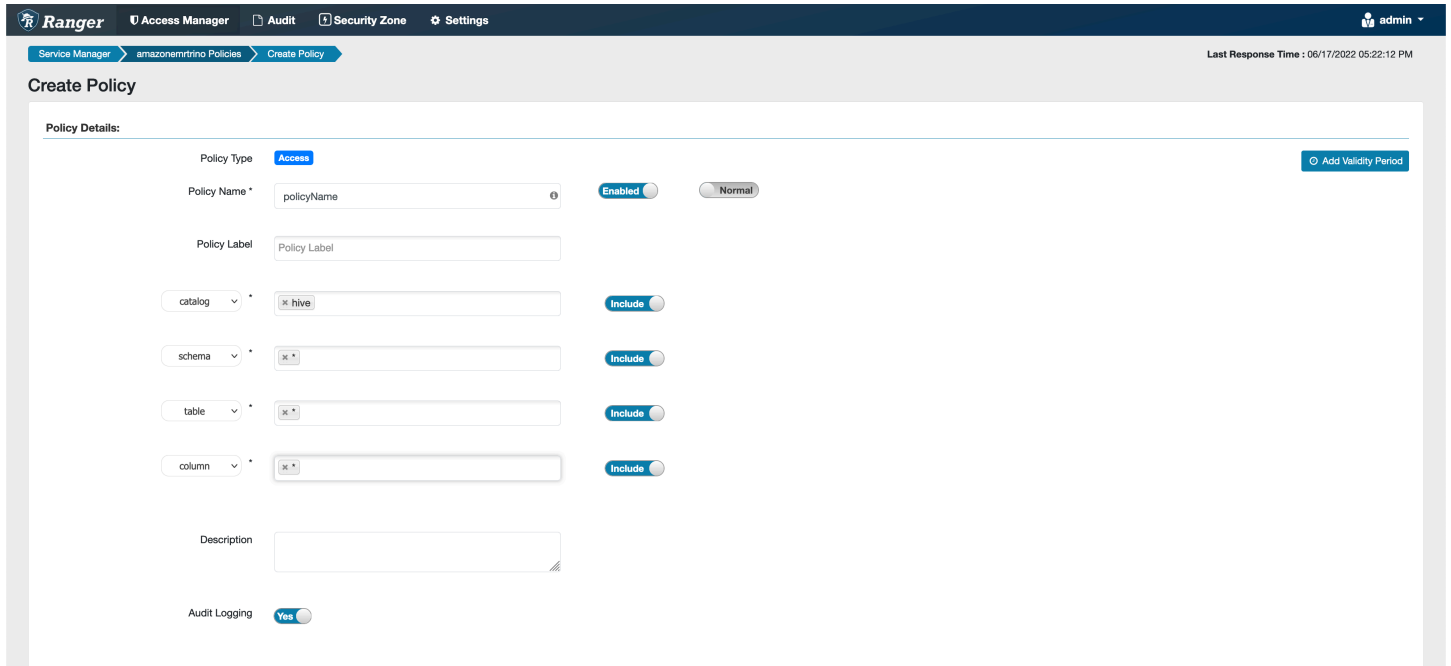 Ranger Access Manager Audit Security Zone Settings admin
Service Manager amazonemrtrino Policies Create Policy Last Response Time : 06/17/2022 05:22:12 PM
Create Policy
Policy Details:
Policy Type Access Add Validity Period
Policy Name * policyName Enabled Normal
Policy Label Policy Label
catalog * hive Include
schema * * Include
table * * Include
column * * Include
Description
Audit Logging Yes